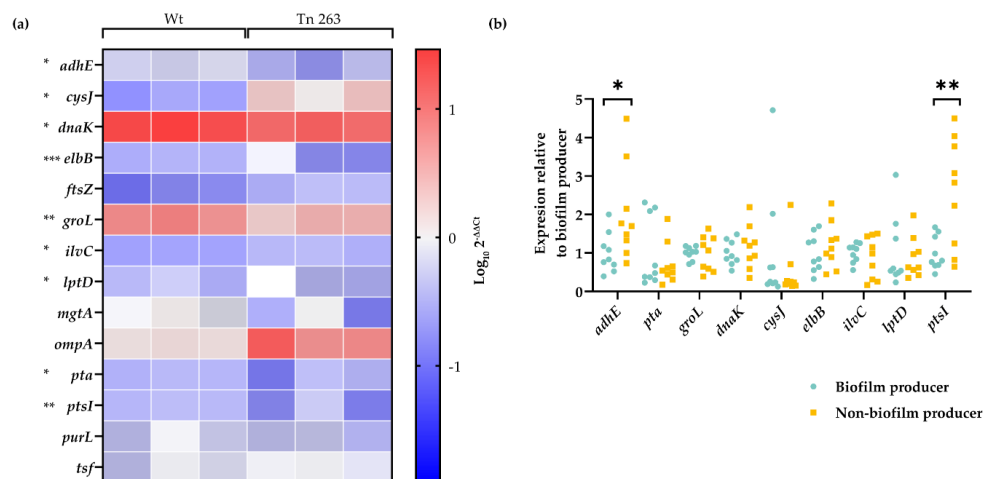 (a)
Wt
Tn 263
* adhE
* cysJ
* dnaK
*** elbB
ftsZ
** groL
* ilvC
* lptD
mgtA
ompA
* pta
** ptsI
purL
tsf
1
0
-1
Log10 2-ΔΔCt
(b)
* **
Expresion relative
to biofilm producer
5
4
3
2
1
0
adhE
pta
groL
dnaK
cysJ
elbB
ilvC
lptD
ptsI
Biofilm producer
Non-biofilm producer